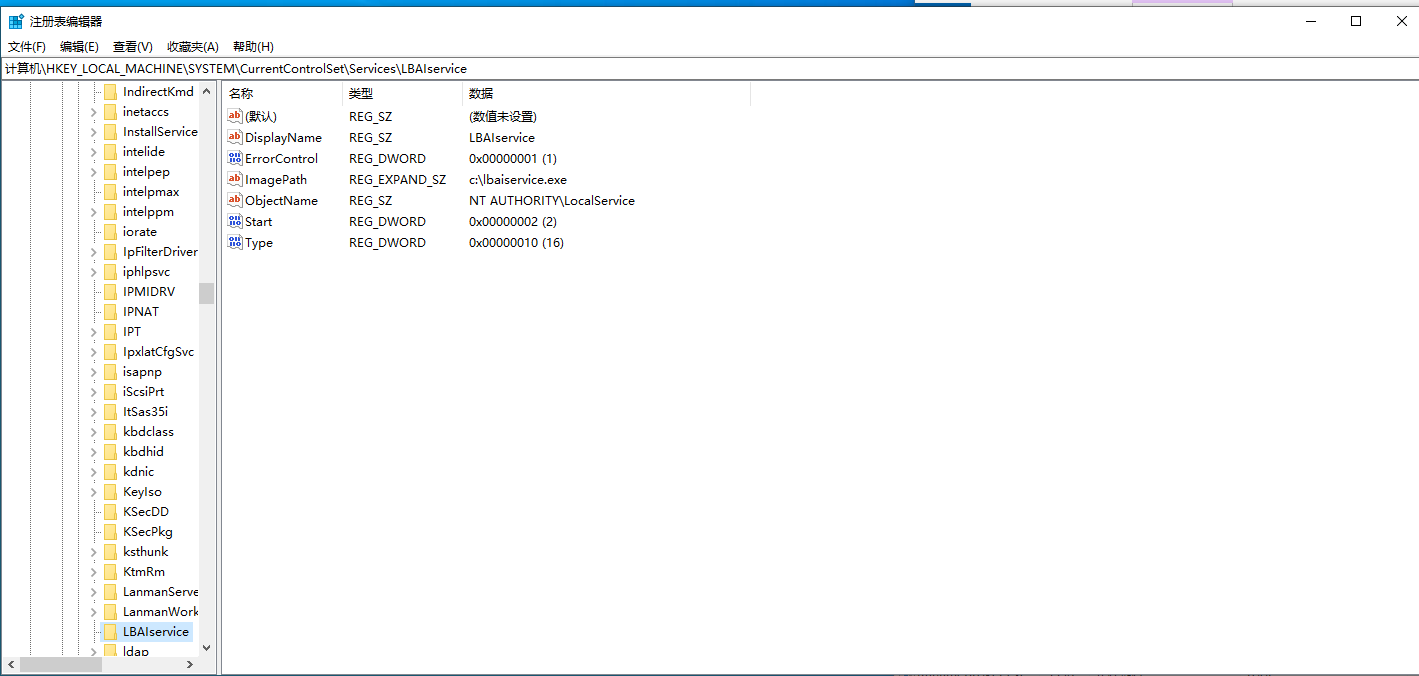 注册表编辑器
文件(F) 编辑(E) 查看(V) 收藏夹(A) 帮助(H)
计算机\HKEY_LOCAL_MACHINE\SYSTEM\CurrentControlSet\Services\LBAIservice
IndirectKmd
inetaccs
InstallService
intelide
intelpep
intelpmax
intelppm
iorate
IpFilterDriver
iphlpsvc
IPMIDRV
IPNAT
IPT
IpxlatCfgSvc
isapnp
iScsiPrt
ItSas35i
kbdclass
kbdhid
kdnic
KeyIso
KSecDD
KSecPkg
ksthunk
KtmRm
LanmanServe
LanmanWork
LBAIservice
ldap
名称 类型 数据
(默认) REG_SZ (数值未设置)
DisplayName REG_SZ LBAIservice
ErrorControl REG_DWORD 0x00000001 (1)
ImagePath REG_EXPAND_SZ c:\lbaiservice.exe
ObjectName REG_SZ NT AUTHORITY\LocalService
Start REG_DWORD 0x00000002 (2)
Type REG_DWORD 0x00000010 (16)